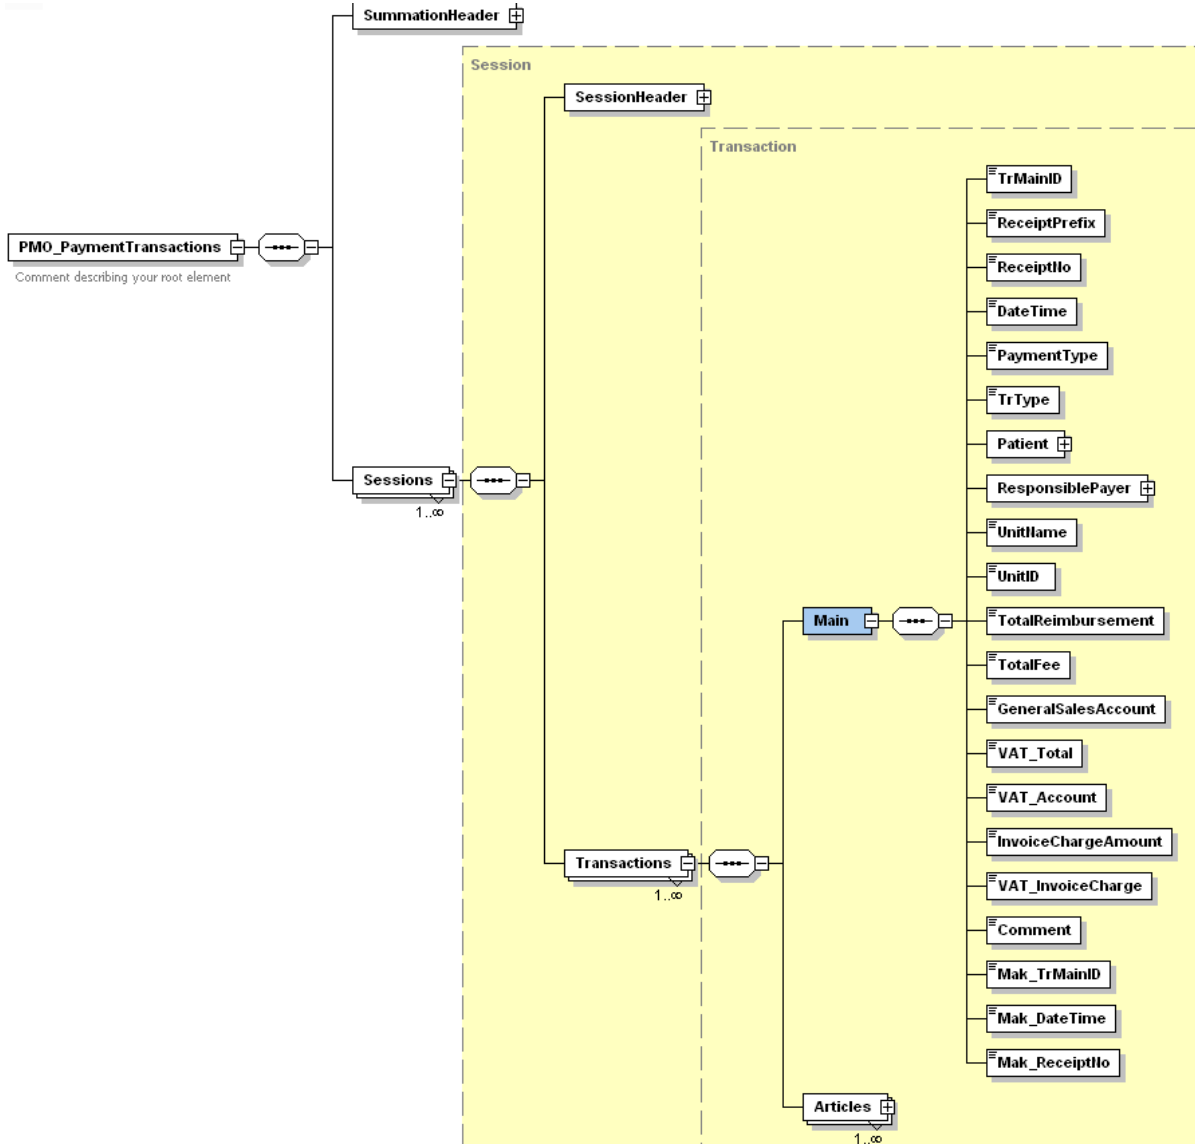 SummationHeader
Session
SessionHeader
Transaction
TrMainID
ReceiptPrefix
PMO_PaymentTransactions
Comment describing your root element
ReceiptNo
DateTime
PaymentType
TrType
Patient
Sessions
1..∞
ResponsiblePayer
UnitName
UnitID
Main
TotalReimbursement
TotalFee
GeneralSalesAccount
VAT_Total
VAT_Account
InvoiceChargeAmount
Transactions
1..∞
VAT_InvoiceCharge
Comment
Mak_TrMainID
Mak_DateTime
Mak_ReceiptNo
Articles
1..∞